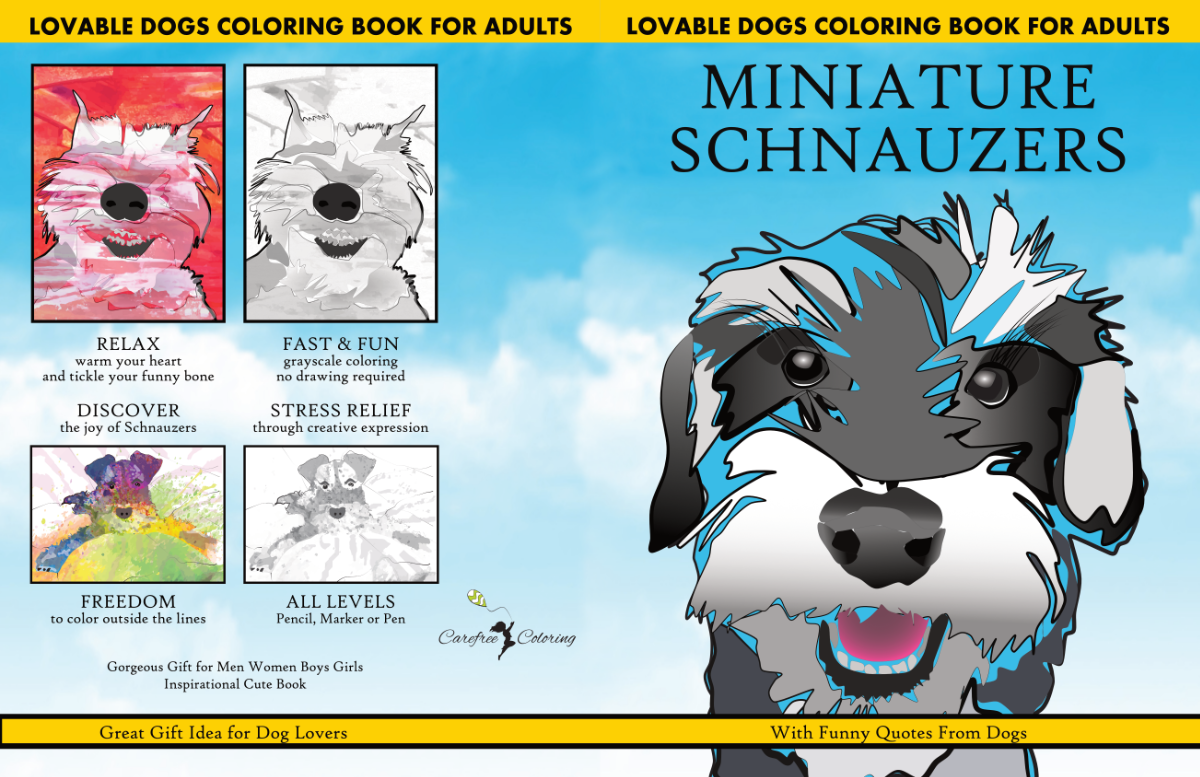 LOVABLE DOGS COLORING BOOK FOR ADULTS
RELAX
warm your heart
and tickle your funny bone
FAST & FUN
grayscale coloring
no drawing required
DISCOVER
the joy of Schnauzers
STRESS RELIEF
through creative expression
FREEDOM
to color outside the lines
ALL LEVELS
Pencil, Marker or Pen
Carefree Coloring
Gorgeous Gift for Men Women Boys Girls
Inspirational Cute Book
Great Gift Idea for Dog Lovers
LOVABLE DOGS COLORING BOOK FOR ADULTS
MINIATURE
SCHNAUZERS
With Funny Quotes From Dogs